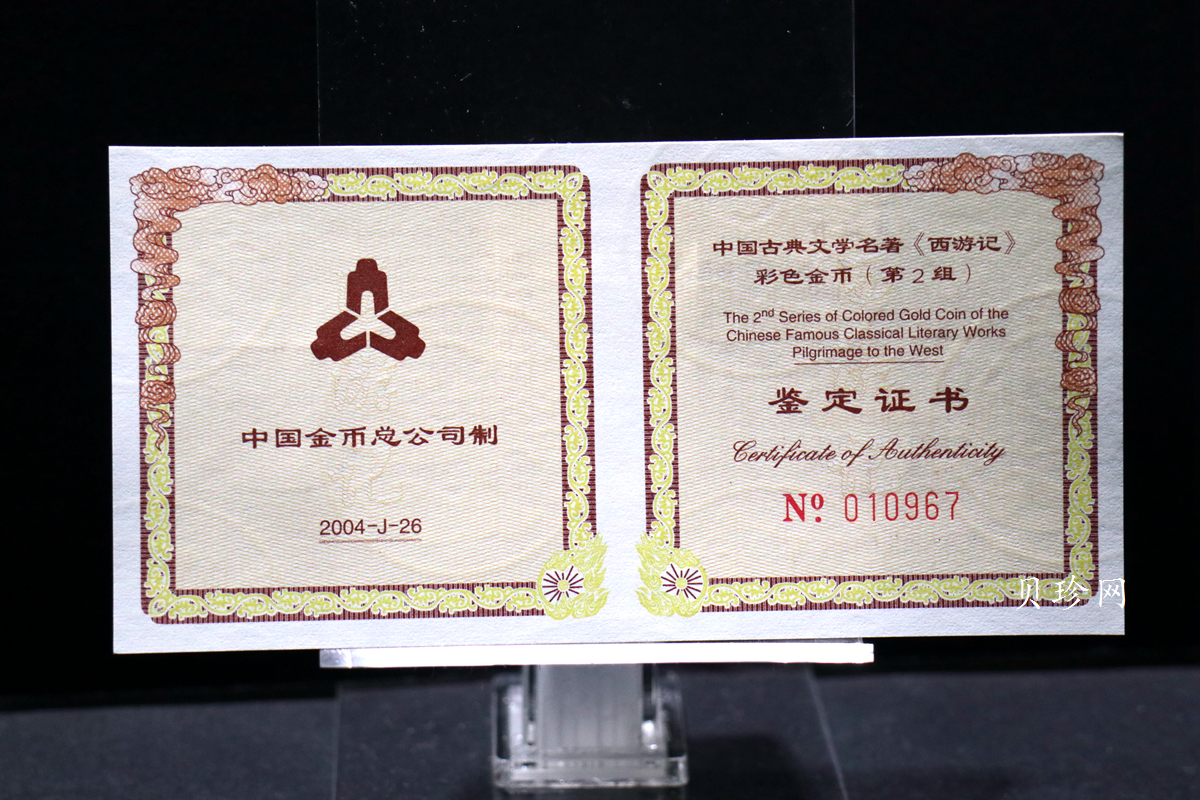 中国金币总公司制
2004-J-26
中国古典文学名著《西游记》
彩色金币（第2组）
The 2nd Series of Colored Gold Coin of the
Chinese Famous Classical Literary Works
Pilgrimage to the West
鉴定证书
Certificate of Authenticity
Nº 010967
贝珍网